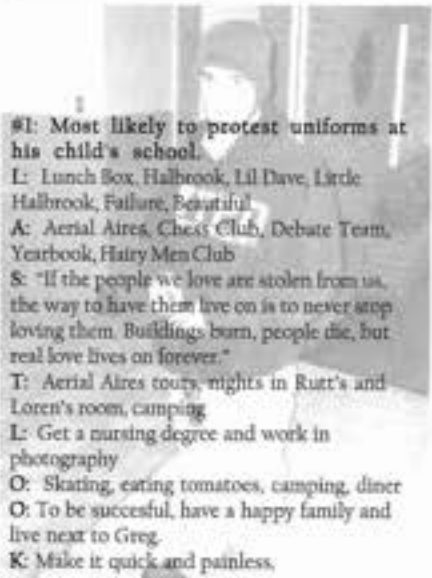 #1: Most likely to protest uniforms at
his child's school.
L: Lunch Box, Halbrook, Lil Dave, Little
Halbrook, Failure, Beautiful
A: Aerial Aires, Chess Club, Debate Team,
Yearbook, Hairy Men Club
S: "If the people we love are stolen from us,
the way to have them live on is to never stop
loving them. Buildings burn, people die, but
real love lives on forever."
T: Aerial Aires tours, nights in Rutt's and
Loren's room, camping
L: Get a nursing degree and work in
photography
O: Skating, eating tomatoes, camping, diner
O: To be succesful, have a happy family and
live next to Greg.
K: Make it quick and painless.